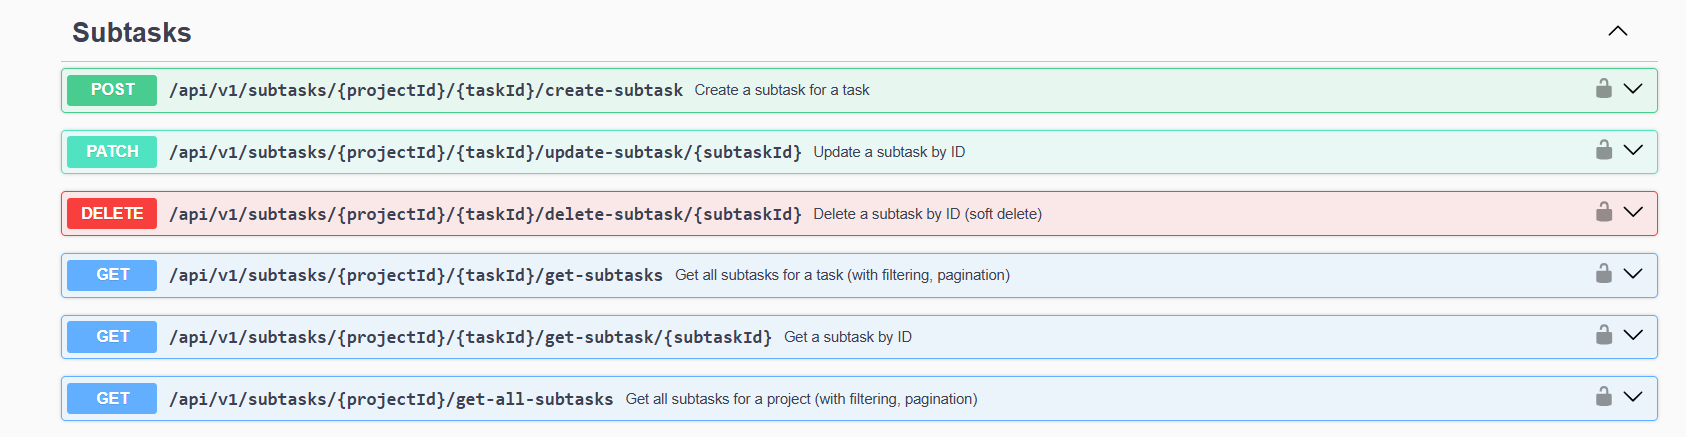 Subtasks
POST /api/v1/subtasks/{projectId}/{taskId}/create-subtask Create a subtask for a task
PATCH /api/v1/subtasks/{projectId}/{taskId}/update-subtask/{subtaskId} Update a subtask by ID
DELETE /api/v1/subtasks/{projectId}/{taskId}/delete-subtask/{subtaskId} Delete a subtask by ID (soft delete)
GET /api/v1/subtasks/{projectId}/{taskId}/get-subtasks Get all subtasks for a task (with filtering, pagination)
GET /api/v1/subtasks/{projectId}/{taskId}/get-subtask/{subtaskId} Get a subtask by ID
GET /api/v1/subtasks/{projectId}/get-all-subtasks Get all subtasks for a project (with filtering, pagination)